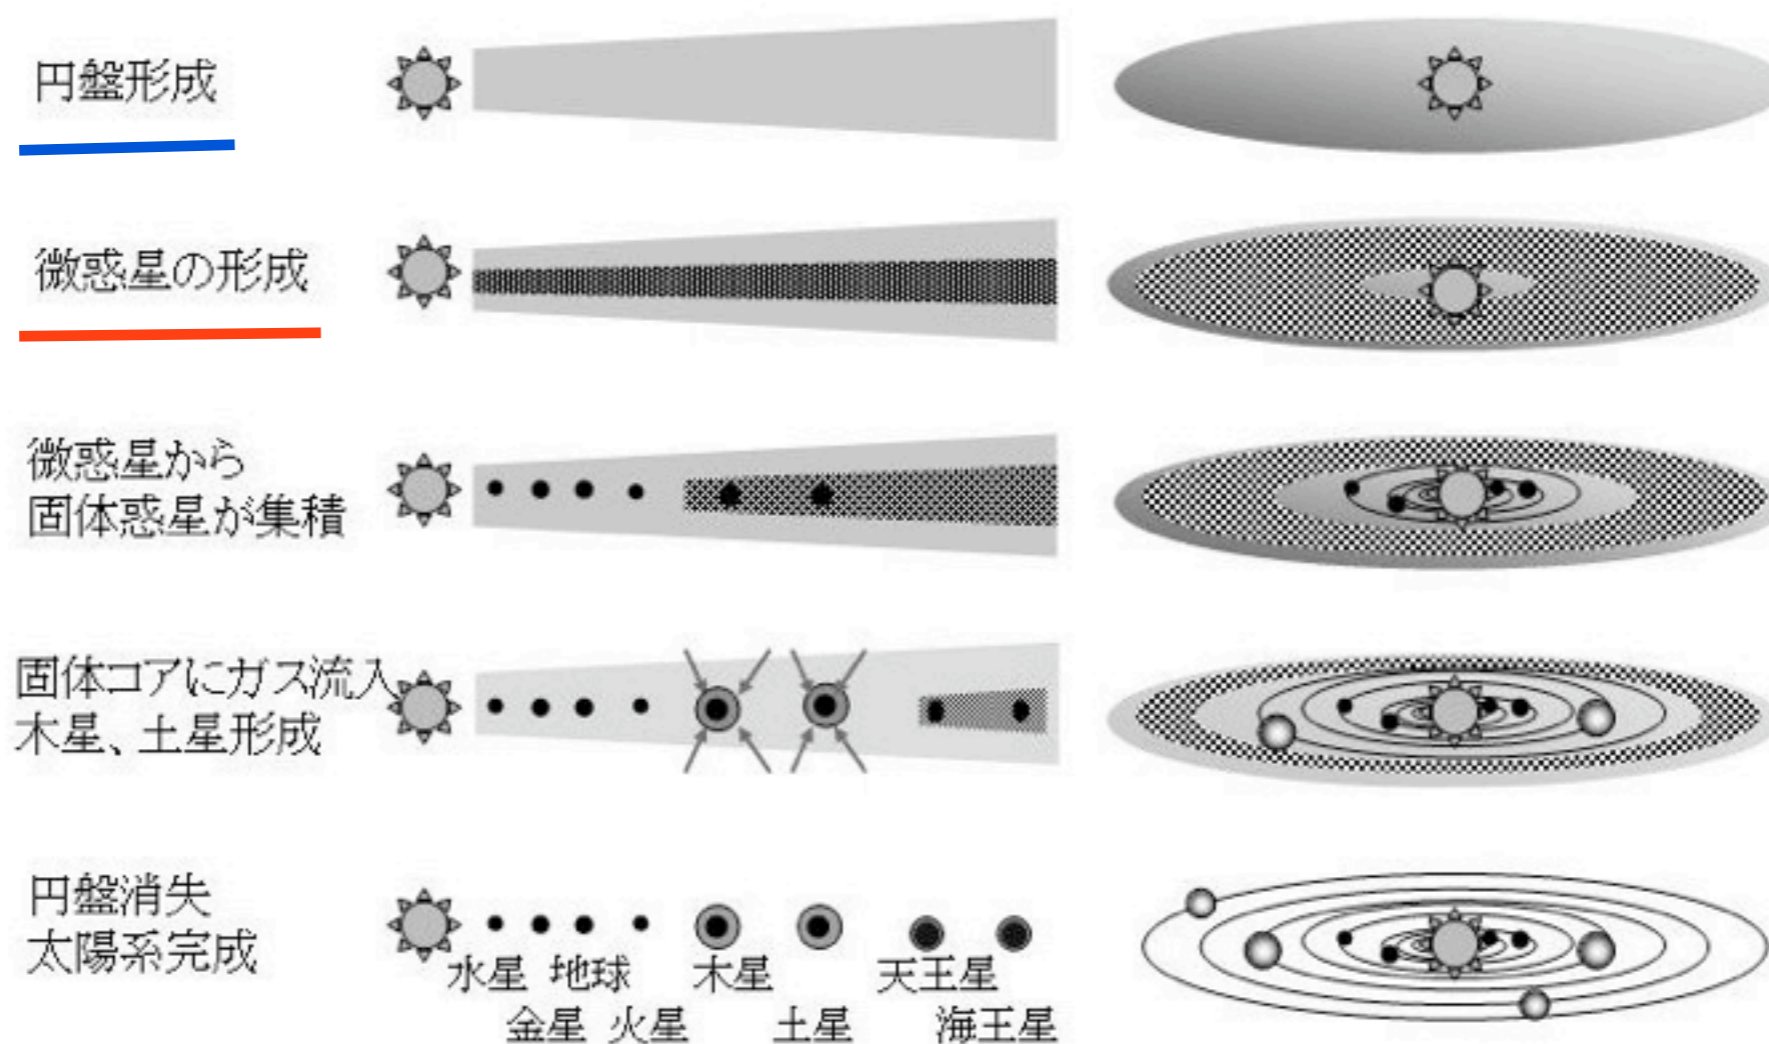 円盤形成
微惑星の形成
微惑星から
固体惑星が集積
固体コアにガス流入
木星、土星形成
円盤消失
太陽系完成
水星 地球 木星 天王星
金星 火星 土星 海王星